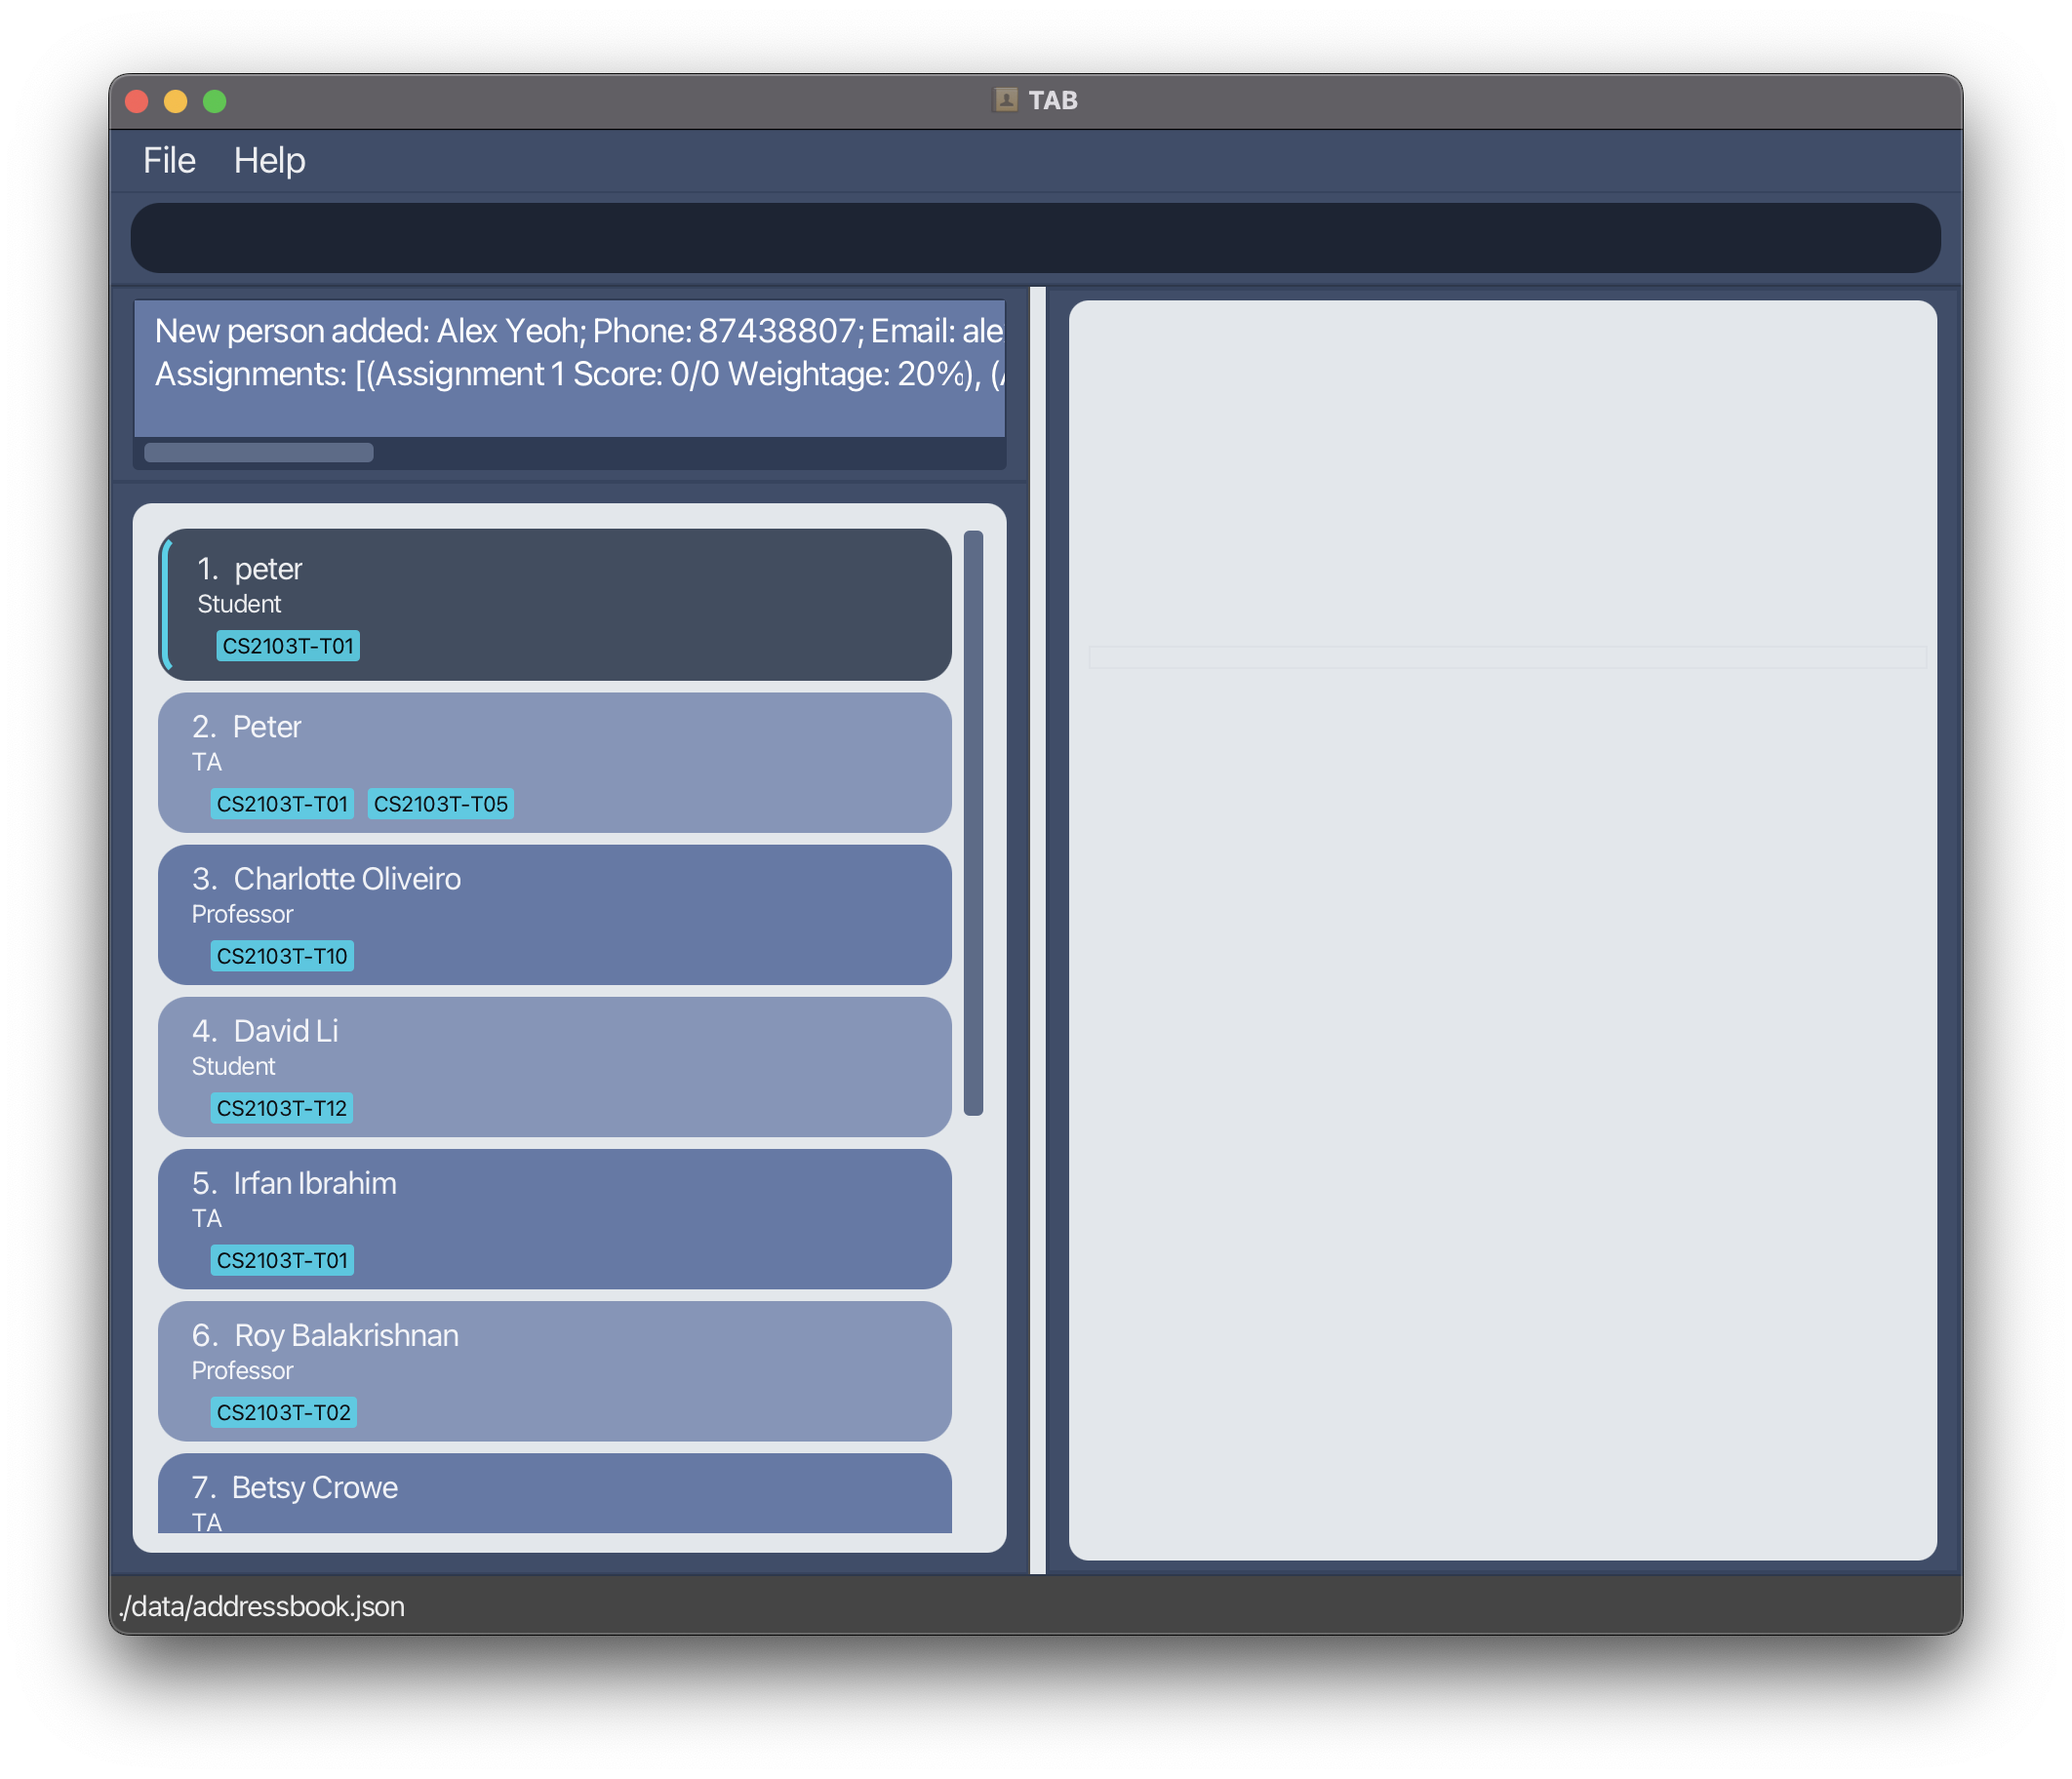 TAB
File Help
New person added: Alex Yeoh; Phone: 87438807; Email: ale
Assignments: [(Assignment 1 Score: 0/0 Weightage: 20%), (
1. peter
Student
CS2103T-T01
2. Peter
TA
CS2103T-T01 CS2103T-T05
3. Charlotte Oliveiro
Professor
CS2103T-T10
4. David Li
Student
CS2103T-T12
5. Irfan Ibrahim
TA
CS2103T-T01
6. Roy Balakrishnan
Professor
CS2103T-T02
7. Betsy Crowe
TA
./data/addressbook.json